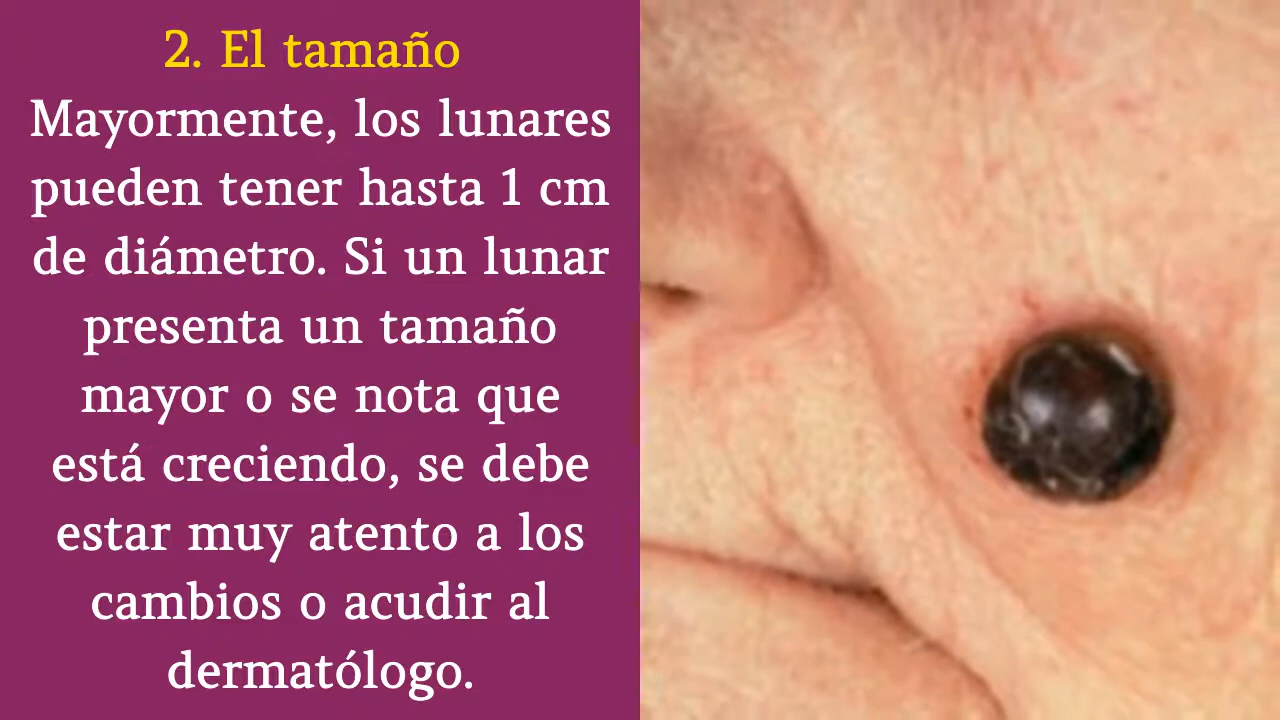 2. El tamaño
Mayormente, los lunares
pueden tener hasta 1 cm
de diámetro. Si un lunar
presenta un tamaño
mayor o se nota que
está creciendo, se debe
estar muy atento a los
cambios o acudir al
dermatólogo.